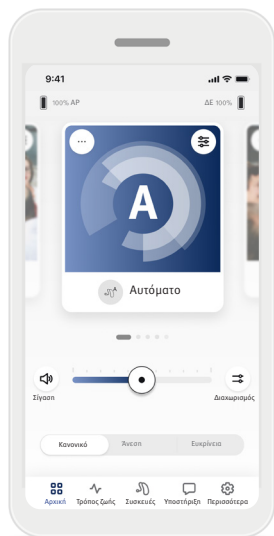 9:41
100% ΑΡ
ΔΕ 100%
A
A
Αυτόματο
Σίγαση
Διαχωρισμός
Κανονικό
Άνεση
Ευκρίνεια
Αρχική
Τρόπος ζωής
Συσκευές
Υποστήριξη
Περισσότερα